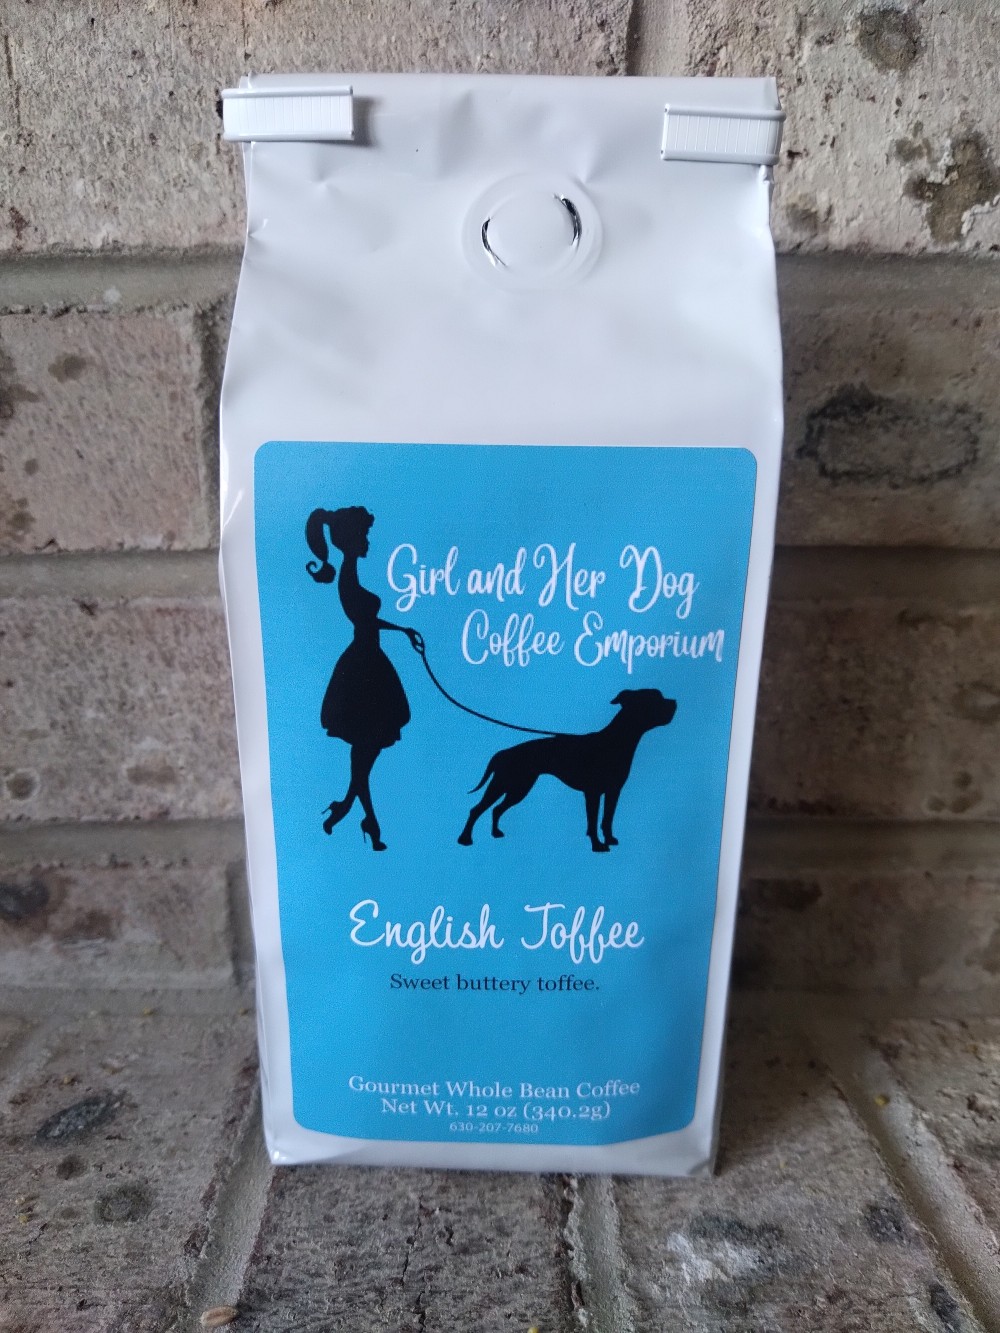 Girl and Her Dog
Coffee Emporium
English Toffee
Sweet buttery toffee.
Gourmet Whole Bean Coffee
Net Wt. 12 oz (340.2g)
630-207-7680